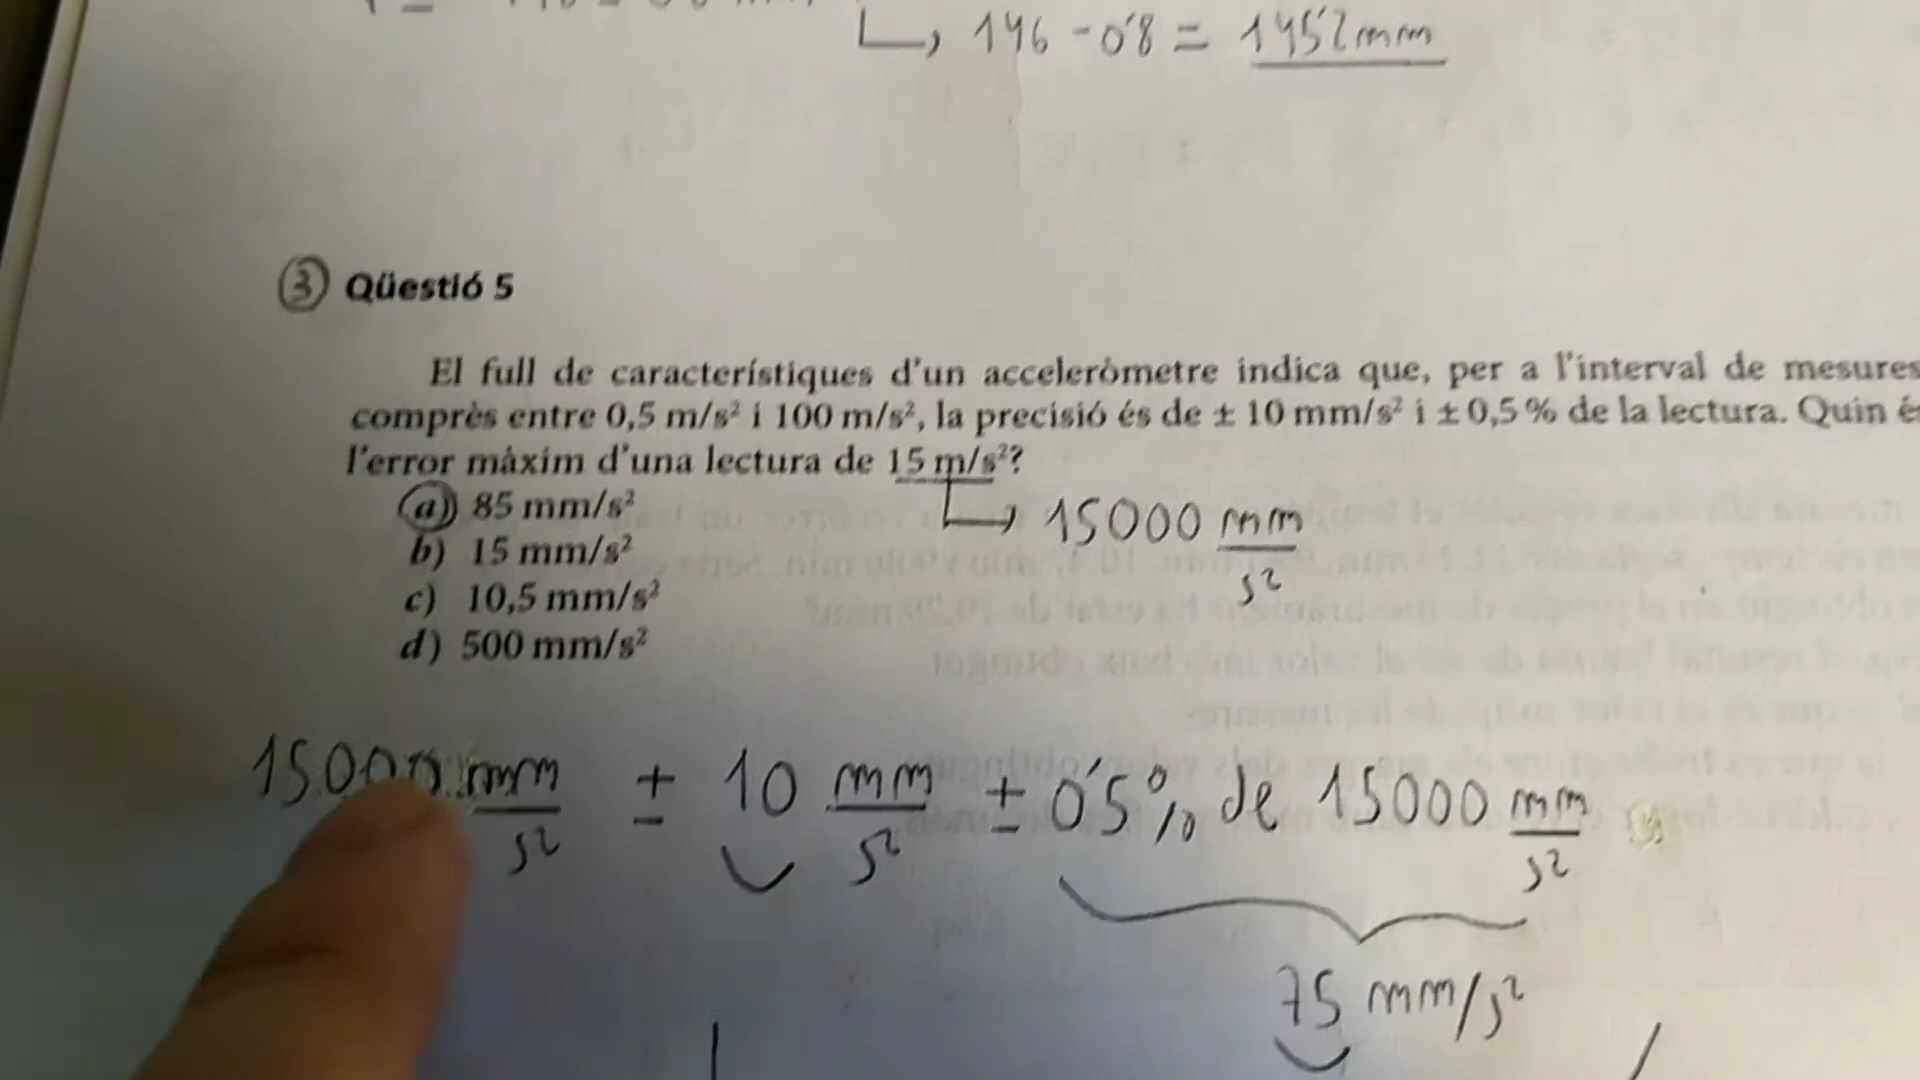 ↳ 146 - 0'8 = 145'2 mm
③ Qüestió 5
El full de característiques d'un acceleròmetre indica que, per a l'interval de mesures
comprès entre 0,5 m/s² i 100 m/s², la precisió és de ± 10 mm/s² i ± 0,5 % de la lectura. Quin é
l'error màxim d'una lectura de 15 m/s²?
a) 85 mm/s²
↳ 15000 mm/s²
b) 15 mm/s²
c) 10,5 mm/s²
d) 500 mm/s²
15000 mm/s² ± 10 mm/s² ± 0'5% de 15000 mm/s²
75 mm/s²